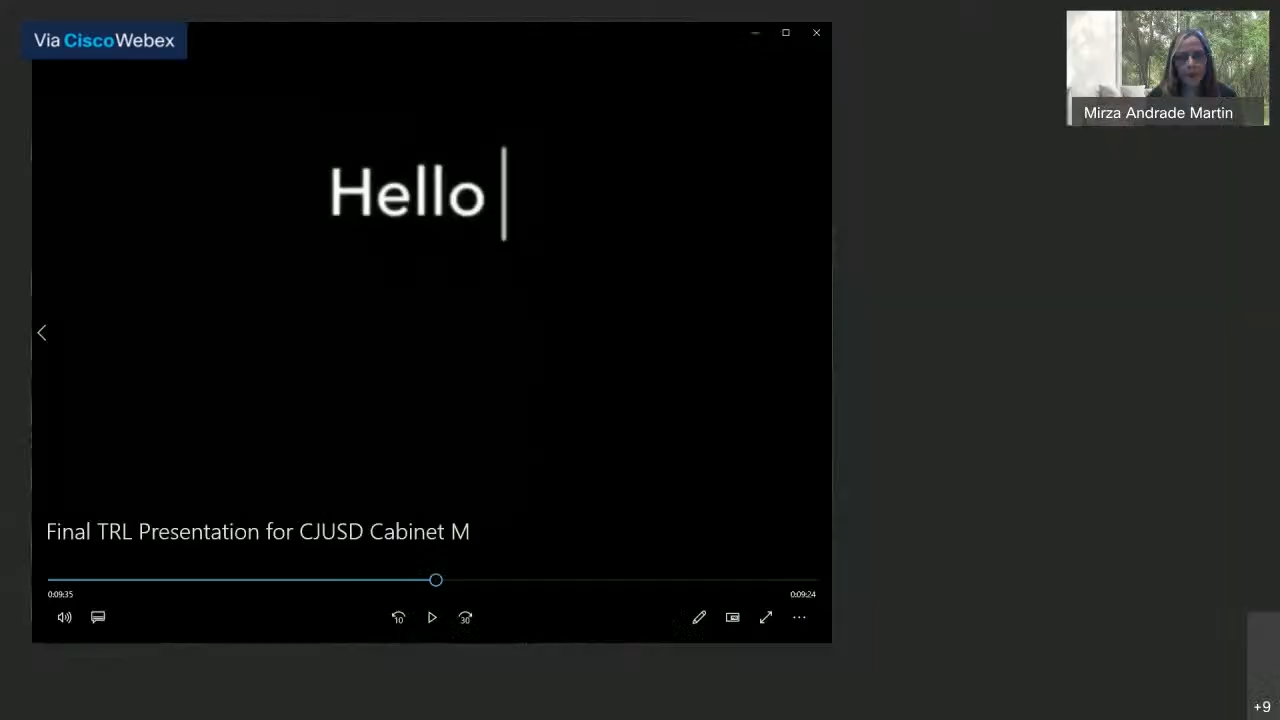 Via CiscoWebex
Mirza Andrade Martin
Hello
Final TRL Presentation for CJUSD Cabinet M
0:09:35
0:09:24
10
30
+9